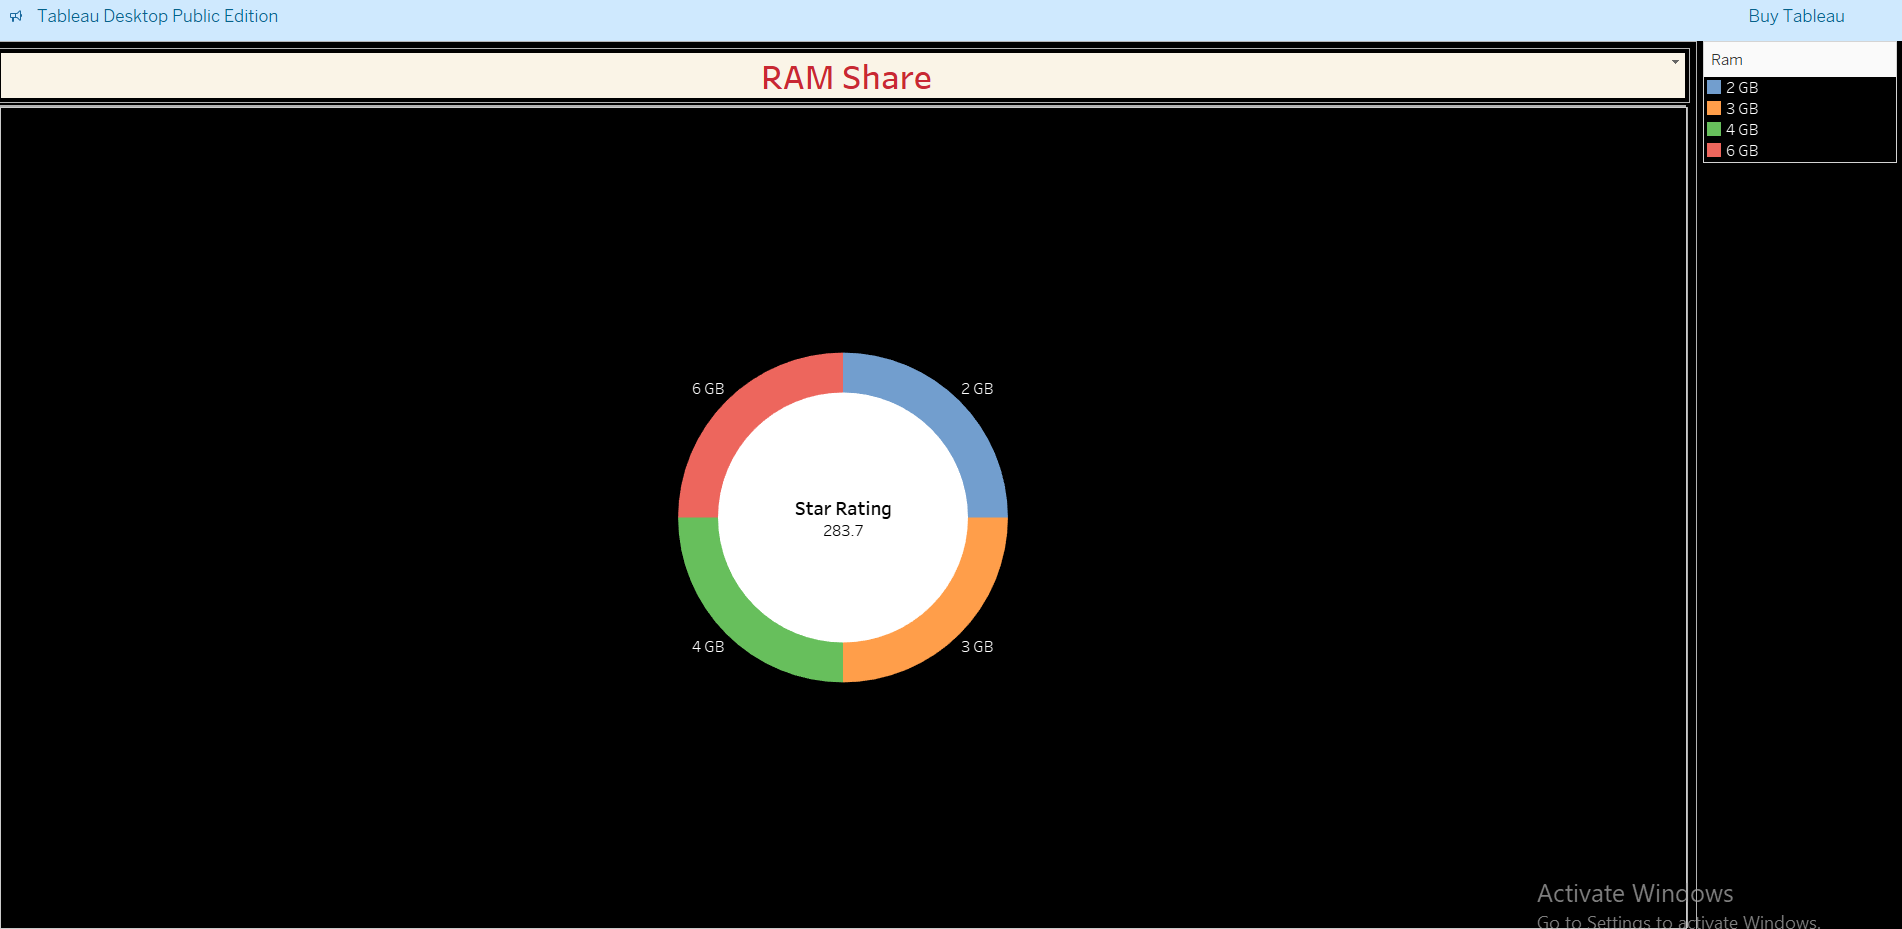 Tableau Desktop Public Edition
Buy Tableau
RAM Share
Ram
2 GB
3 GB
4 GB
6 GB
6 GB
2 GB
Star Rating
283.7
4 GB
3 GB
Activate Windows
Go to Settings to activate Windows.